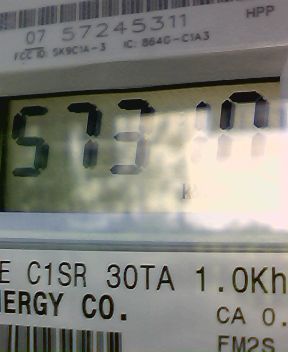 HPP
07 57245311
FCC ID: SK9C1A-3 IC: 864G-C1A3
573
E C1SR 30TA 1.0Kh
NERGY CO.
CA 0.
FM2S